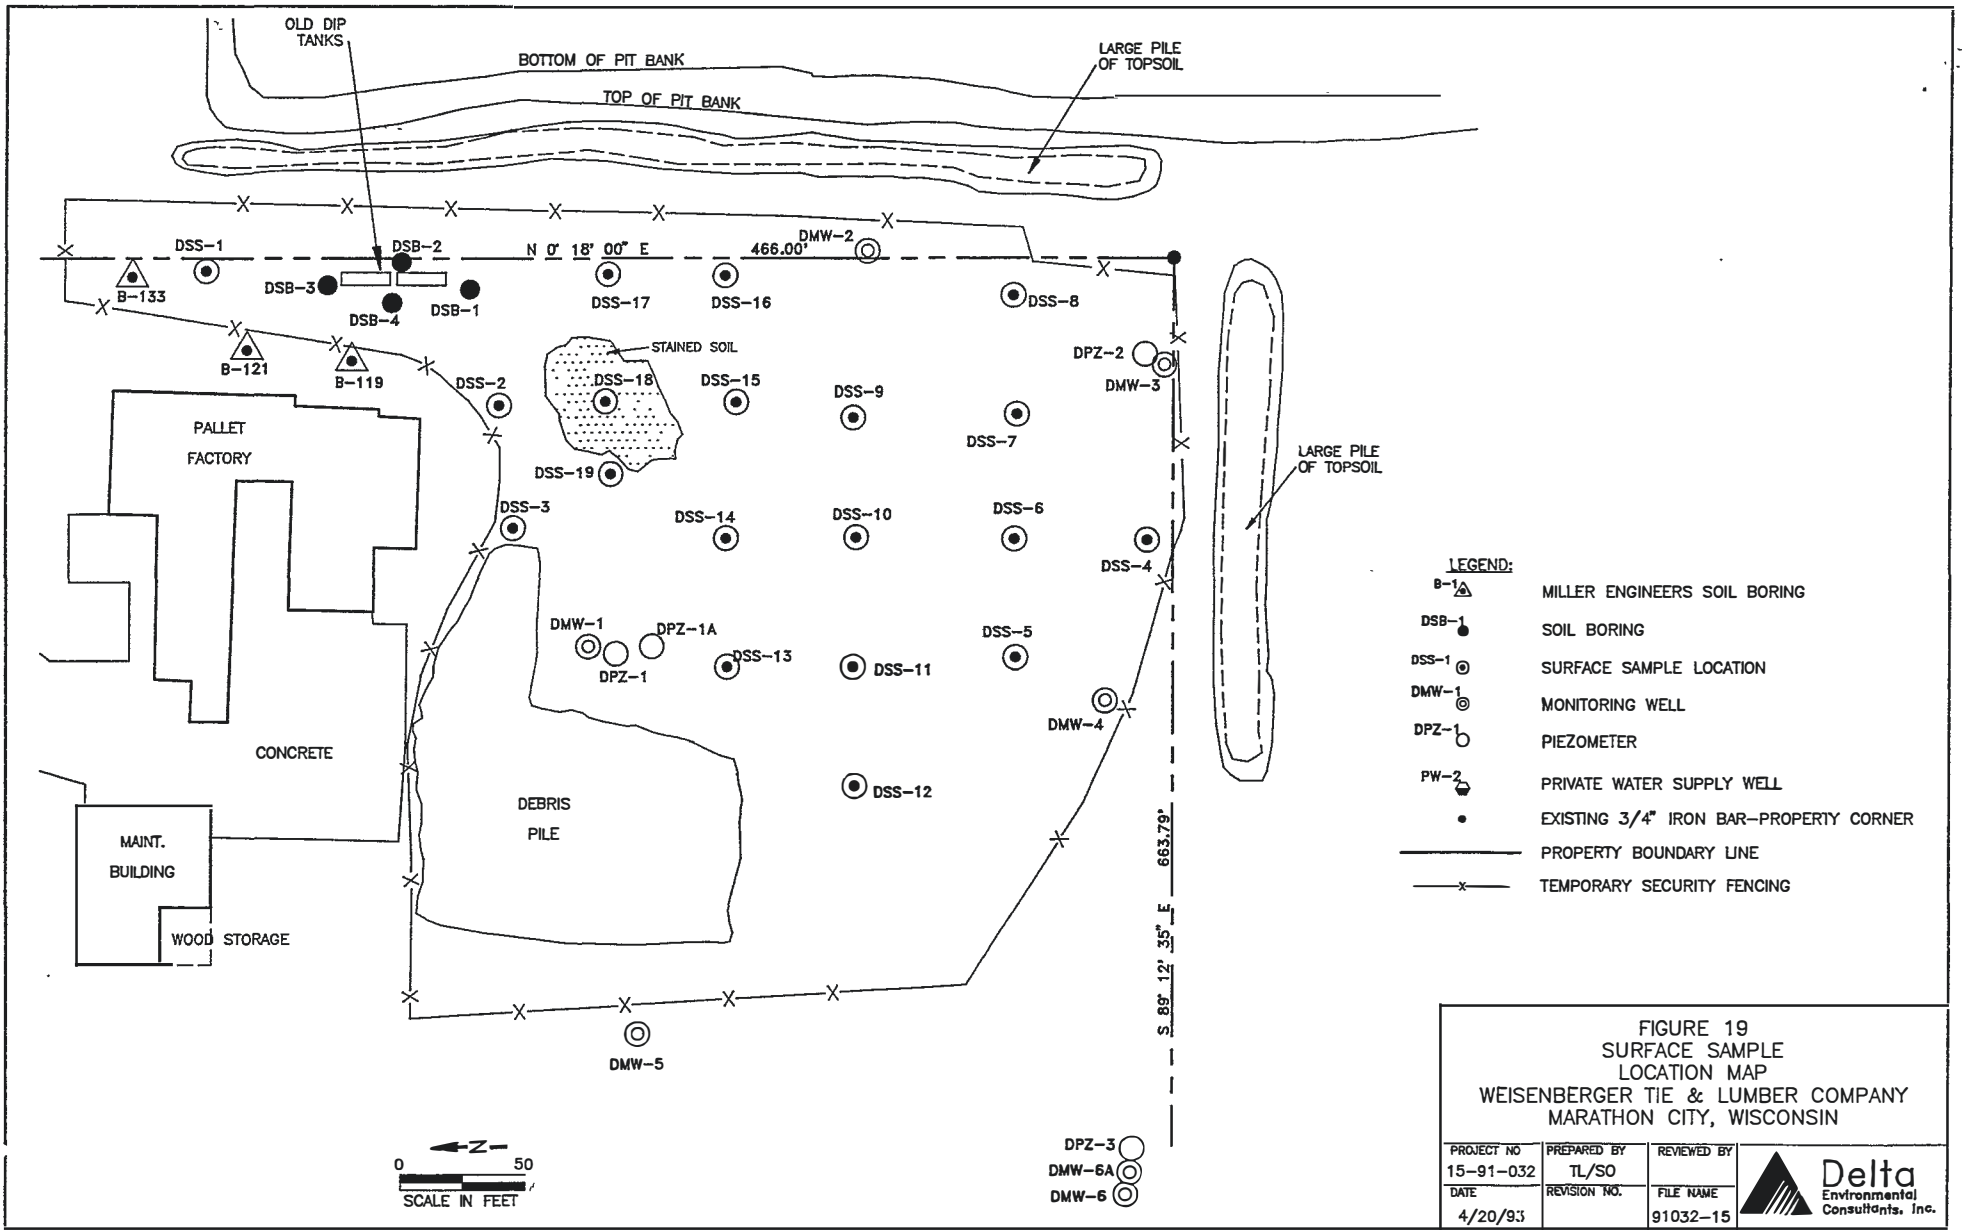 OLD DIP
TANKS
BOTTOM OF PIT BANK
LARGE PILE
OF TOPSOIL
TOP OF PIT BANK
X X X X X X
DSS-1
DSB-2
N 0° 18' 00" E
466.00'
DMW-2
X
B-133
DSB-3
DSB-4
DSB-1
DSS-17
DSS-16
DSS-8
X
X
X
X
X
STAINED SOIL
DPZ-2
DMW-3
X
B-121
B-119
X
DSS-2
DSS-18
DSS-15
DSS-9
DSS-7
PALLET
FACTORY
X
X
LARGE PILE
OF TOPSOIL
DSS-19
DSS-3
DSS-14
DSS-10
DSS-6
DSS-4
X
X
DMW-1
DPZ-1A
DPZ-1
DSS-13
DSS-11
DSS-5
X
DMW-4
X
CONCRETE
X
DSS-12
DEBRIS
PILE
MAINT.
BUILDING
X
X
S 89° 12' 35" E 663.79'
WOOD STORAGE
X X X X X
DMW-5
DPZ-3
DMW-6A
DMW-6
N
0 50
SCALE IN FEET
LEGEND:
B-1 MILLER ENGINEERS SOIL BORING
DSB-1 SOIL BORING
DSS-1 SURFACE SAMPLE LOCATION
DMW-1 MONITORING WELL
DPZ-1 PIEZOMETER
PW-2 PRIVATE WATER SUPPLY WELL
EXISTING 3/4" IRON BAR-PROPERTY CORNER
PROPERTY BOUNDARY LINE
X TEMPORARY SECURITY FENCING
FIGURE 19
SURFACE SAMPLE
LOCATION MAP
WEISENBERGER TIE & LUMBER COMPANY
MARATHON CITY, WISCONSIN
PROJECT NO
15-91-032
PREPARED BY
TL/SO
REVIEWED BY
DATE
4/20/93
REVISION NO.
FILE NAME
91032-15
Delta
Environmental
Consultants, Inc.